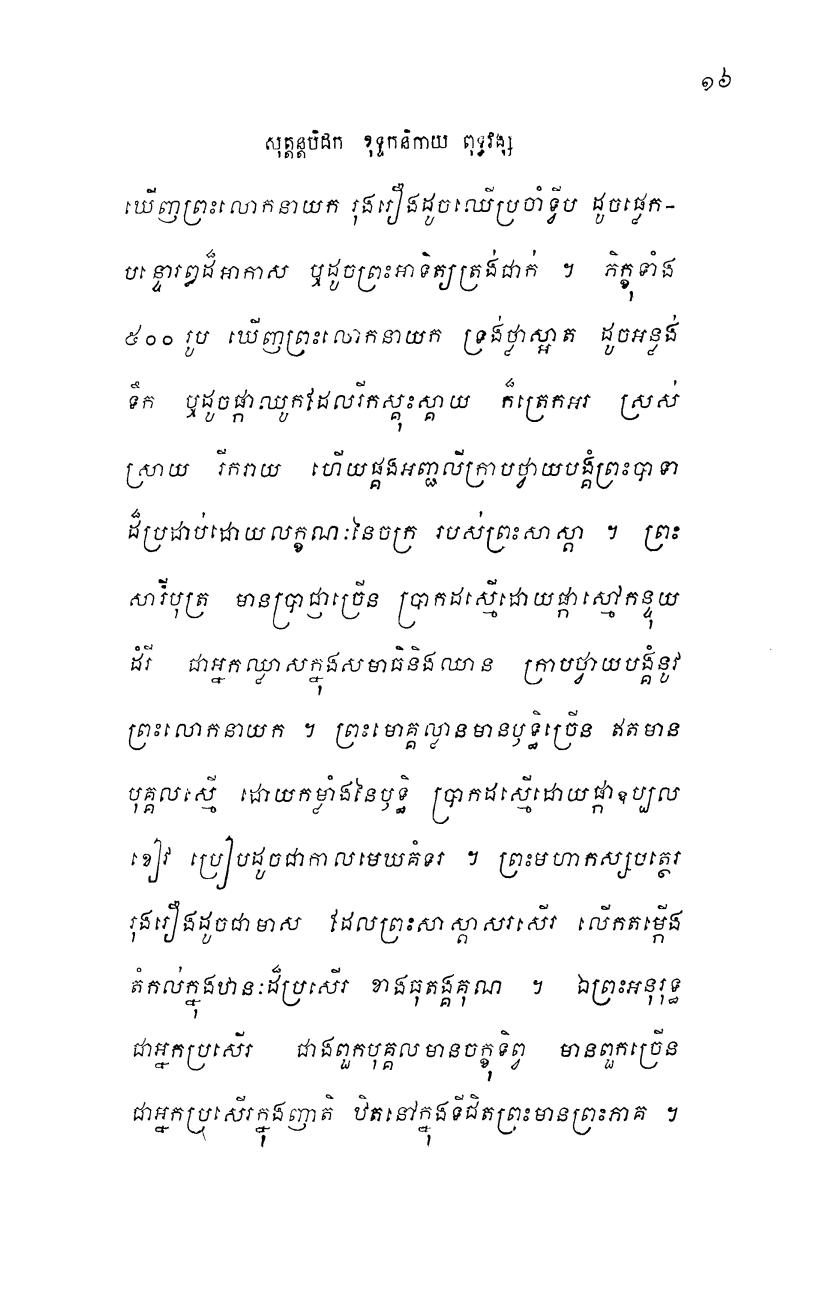 ១៦
សុត្តន្តបិដក ខុទ្ទកនិកាយ ពុទ្ធវង្ស
ឃើញព្រះលោកនាយក រុងរឿងដូចឈើប្រចាំទ្វីប ដូចផ្លេក-
បន្ទោរឰដ៏អាកាស ឬដូចព្រះអាទិត្យត្រង់ជាក់ ។ ភិក្ខុទាំង
៥០០ រូប ឃើញព្រះលោកនាយក ទ្រង់ថ្លាស្អាត ដូចអន្លង់
ទឹក ឬដូចផ្កាឈូកដែលរីកស្គុះស្គាយ ក៏ត្រេកអរ ស្រស់
ស្រាយ រីករាយ ហើយផ្គងអញ្ជលីក្រាបថ្វាយបង្គំព្រះបាទា
ដ៏ប្រដាប់ដោយលក្ខណៈនៃចក្រ របស់ព្រះសាស្តា ។ ព្រះ
សារីបុត្រ មានប្រាជ្ញាច្រើន ប្រាកដស្មើដោយផ្កាស្មៅកន្ទុយ
ដំរី ជាអ្នកឈ្លាសក្នុងសមាធិនិងឈាន ក្រាបថ្វាយបង្គំនូវ
ព្រះលោកនាយក ។ ព្រះមោគ្គល្លានមានឫទ្ធិច្រើន ឥតមាន
បុគ្គលស្មើ ដោយកម្លាំងនៃឫទ្ធិ ប្រាកដស្មើដោយផ្កាឧប្បល
ខៀវ ប្រៀបដូចជាកាលមេឃគំទរ ។ ព្រះមហាកស្សបត្ថេរ
រុងរឿងដូចជាមាស ដែលព្រះសាស្តាសរសើរ លើកតម្កើង
តំកល់ក្នុងឋានៈដ៏ប្រសើរ ខាងធុតង្គគុណ ។ ឯព្រះអនុរុទ្ធ
ជាអ្នកប្រសើរ ជាងពួកបុគ្គលមានចក្ខុទិព្វ មានពួកច្រើន
ជាអ្នកប្រសើរក្នុងញាតិ ឋិតនៅក្នុងទីជិតព្រះមានព្រះភាគ ។